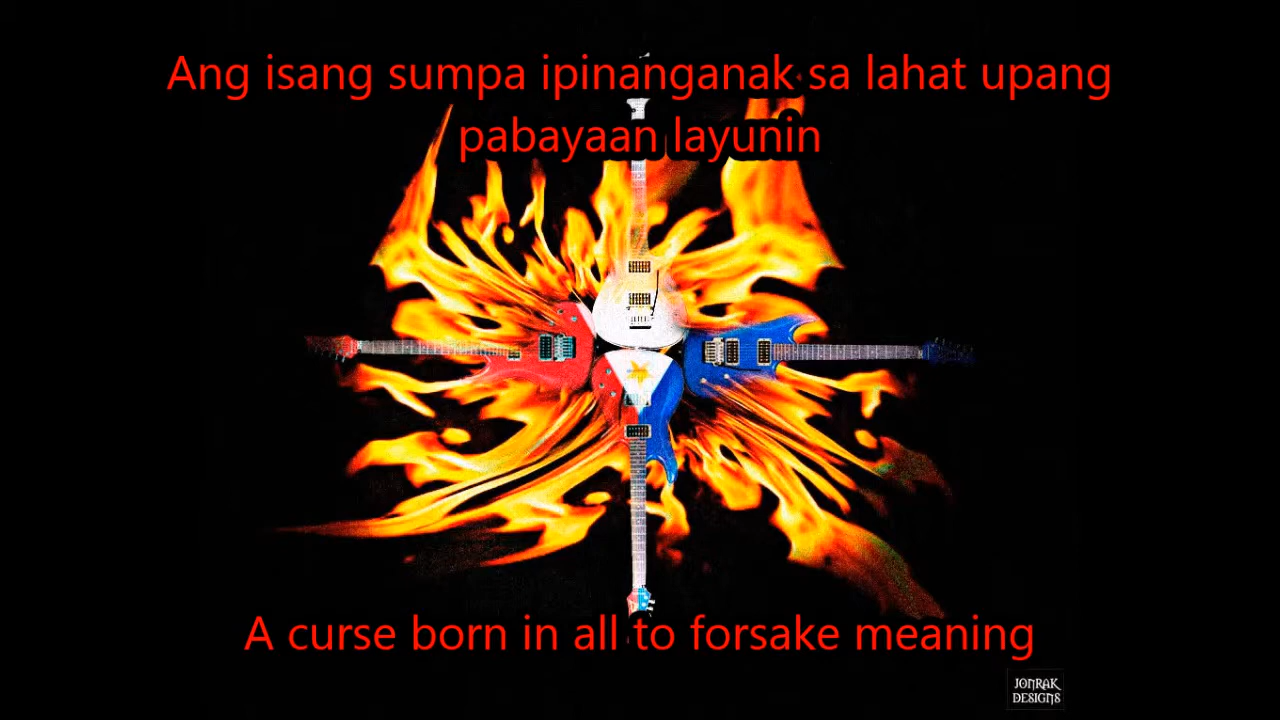 Ang isang sumpa ipinanganak sa lahat upang
pabayaan layunin
A curse born in all to forsake meaning
JONRAK
DESIGNS